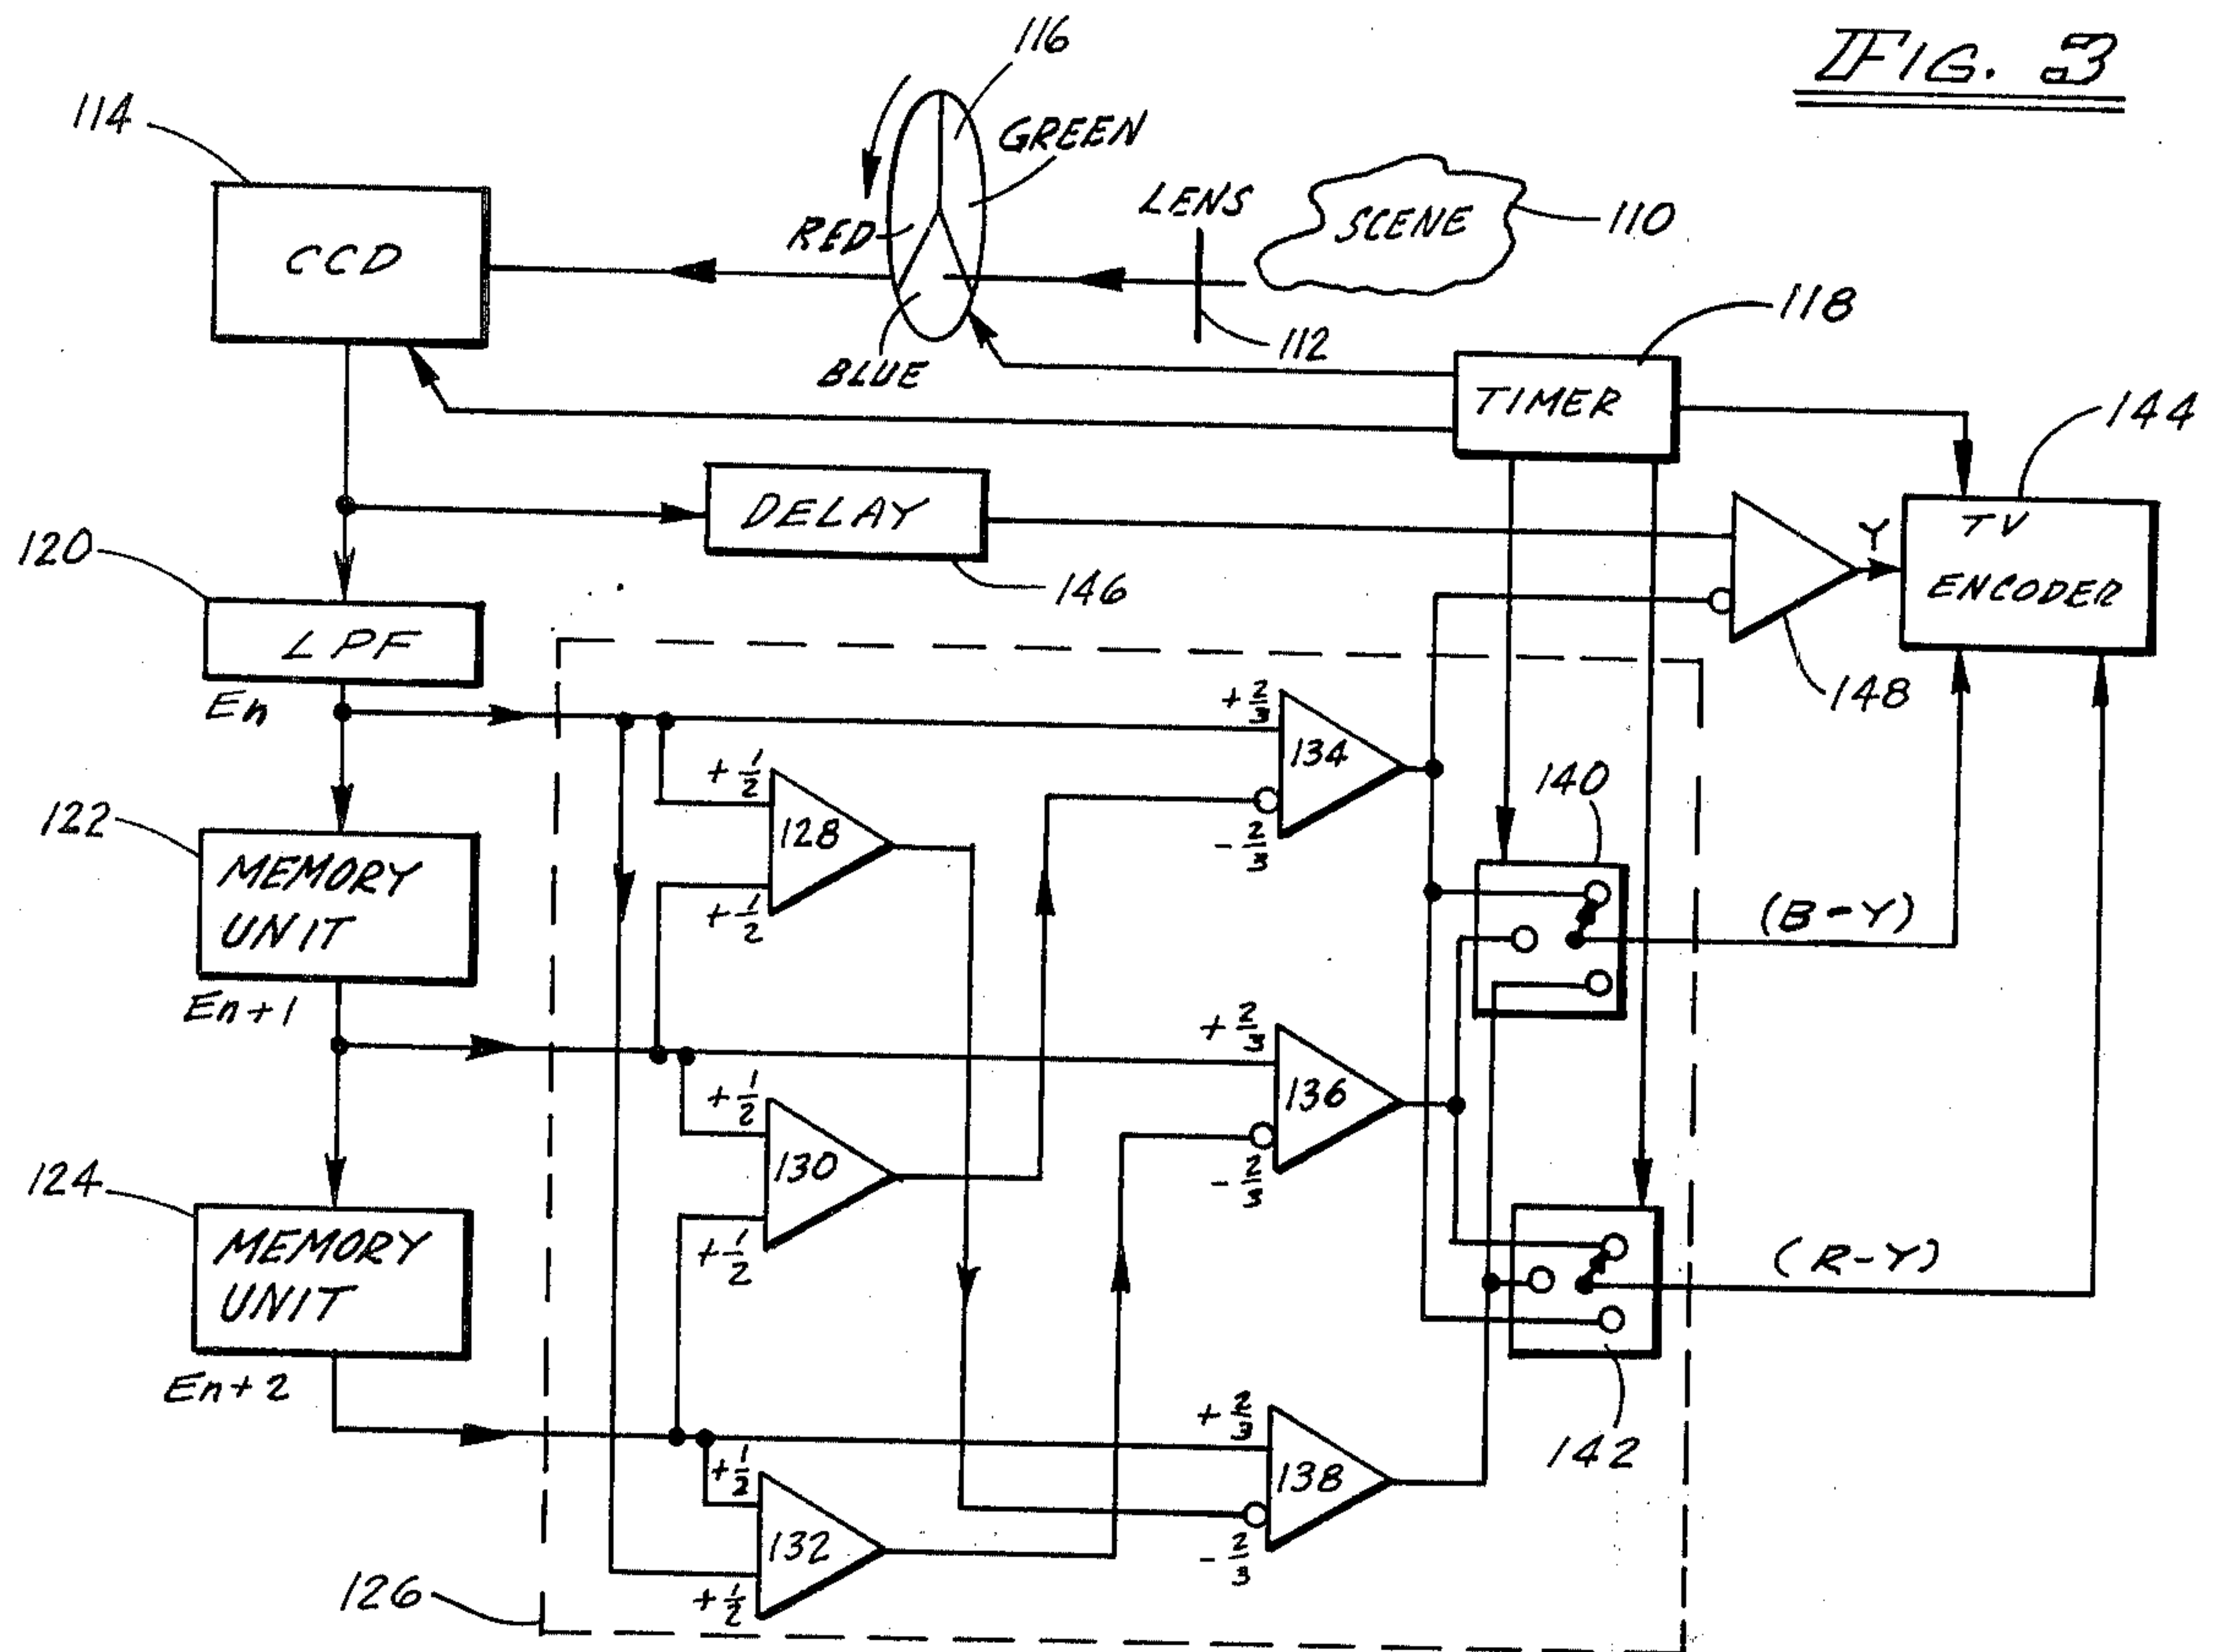 FIG. 3
116
114
GREEN
LENS
SCENE
110
RED
CCD
112
118
BLUE
TIMER
144
DELAY
TV
ENCODER
Y
120
146
LPF
148
En
+2/3
134
-2/3
+1/2
128
+1/2
140
122
MEMORY
UNIT
(B-Y)
En+1
+2/3
136
-2/3
+1/2
130
+1/2
124
MEMORY
UNIT
(R-Y)
En+2
+2/3
138
-2/3
142
+1/2
132
+1/2
126